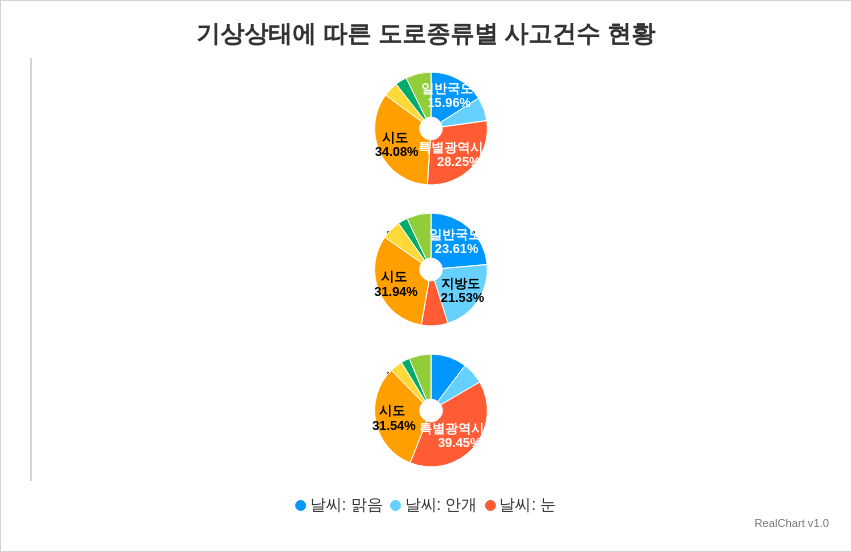 기상상태에 따른 도로종류별 사고건수 현황
일반국도
15.96%
시도
34.08%
특별광역시
28.25%
일반국도
23.61%
시도
31.94%
지방도
21.53%
시도
31.54%
특별광역시
39.45%
날씨: 맑음 날씨: 안개 날씨: 눈
RealChart v1.0